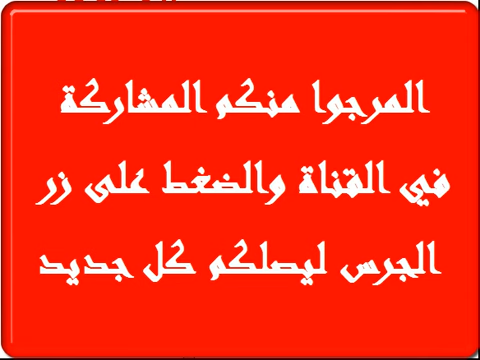 المرجوا منكم المشاركة
في القناة والضغط على زر
الجرس ليصلكم كل جديد